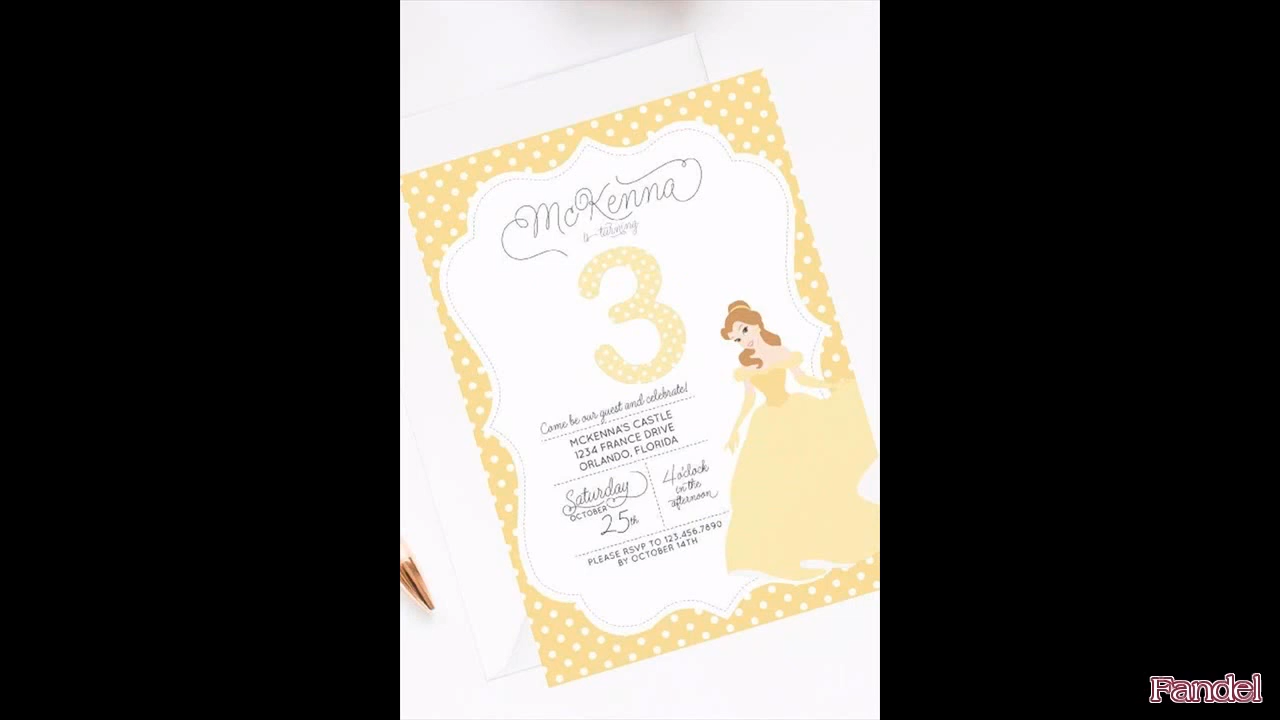 McKenna
is turning
3
Come be our guest and celebrate!
MCKENNA'S CASTLE
1234 FRANCE DRIVE
ORLANDO, FLORIDA
Saturday
OCTOBER
25th
4 o'clock
in the
afternoon
PLEASE RSVP TO 123.456.7890
BY OCTOBER 14TH
Fandel